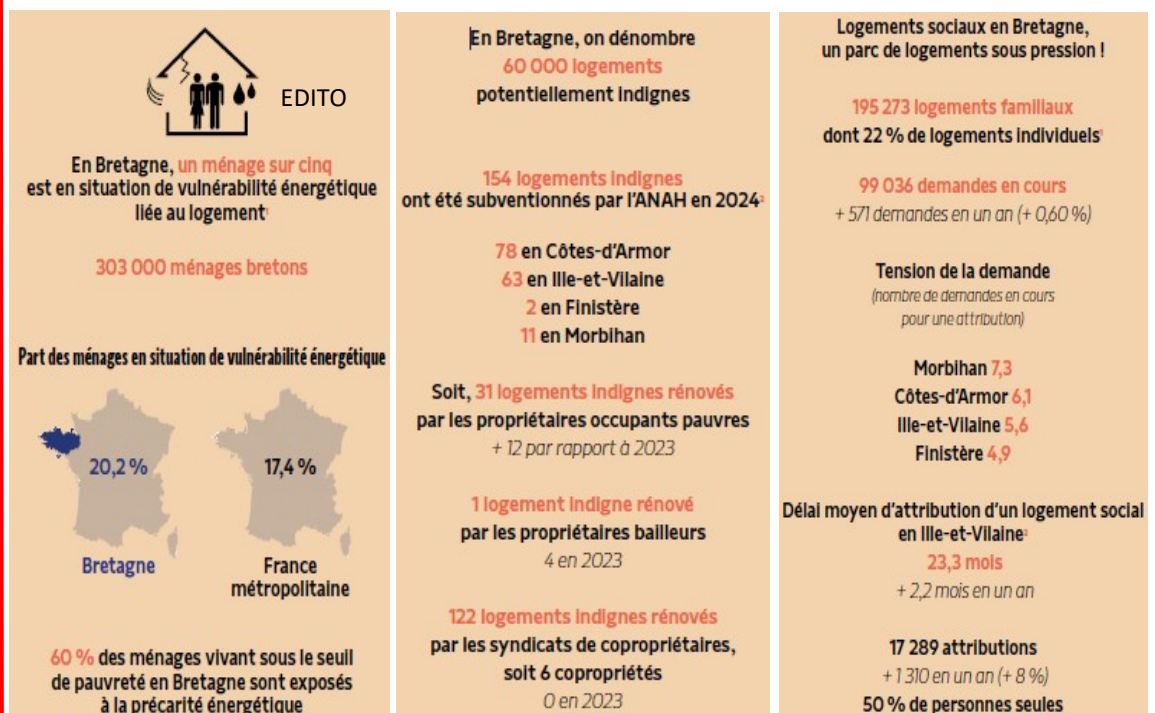 EDITO
En Bretagne, un ménage sur cinq
est en situation de vulnérabilité énergétique
liée au logement¹
303 000 ménages bretons
Part des ménages en situation de vulnérabilité énergétique
20,2 %
17,4 %
Bretagne
France
métropolitaine
60 % des ménages vivant sous le seuil
de pauvreté en Bretagne sont exposés
à la précarité énergétique
En Bretagne, on dénombre
60 000 logements
potentiellement indignes
154 logements indignes
ont été subventionnés par l'ANAH en 2024²
78 en Côtes-d'Armor
63 en Ille-et-Vilaine
2 en Finistère
11 en Morbihan
Soit, 31 logements indignes rénovés
par les propriétaires occupants pauvres
+ 12 par rapport à 2023
1 logement indigne rénové
par les propriétaires bailleurs
4 en 2023
122 logements indignes rénovés
par les syndicats de copropriétaires,
soit 6 copropriétés
0 en 2023
Logements sociaux en Bretagne,
un parc de logements sous pression !
195 273 logements familiaux
dont 22 % de logements individuels¹
99 036 demandes en cours
+ 571 demandes en un an (+ 0,60 %)
Tension de la demande
(nombre de demandes en cours
pour une attribution)
Morbihan 7,3
Côtes-d'Armor 6,1
Ille-et-Vilaine 5,6
Finistère 4,9
Délai moyen d'attribution d'un logement social
en Ille-et-Vilaine²
23,3 mois
+ 2,2 mois en un an
17 289 attributions
+ 1 310 en un an (+ 8 %)
50 % de personnes seules